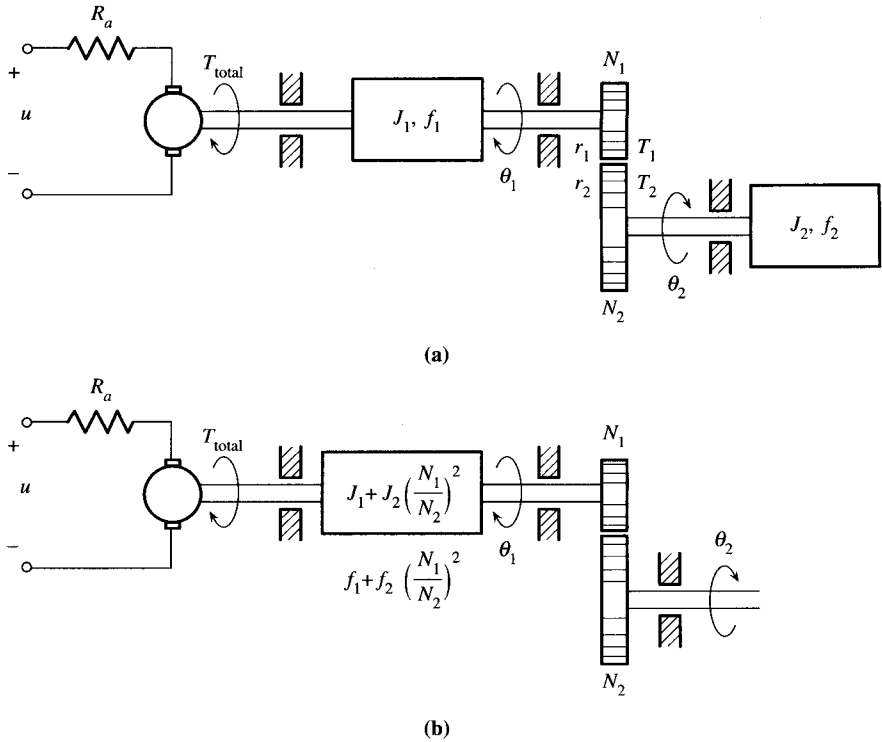 R_a
T_total
N_1
+
u
J_1, f_1
r_1 T_1
–
θ_1
r_2 T_2
J_2, f_2
θ_2
N_2
(a)
R_a
T_total
N_1
+
u
J_1 + J_2 (N_1/N_2)^2
θ_1
θ_2
–
f_1 + f_2 (N_1/N_2)^2
N_2
(b)